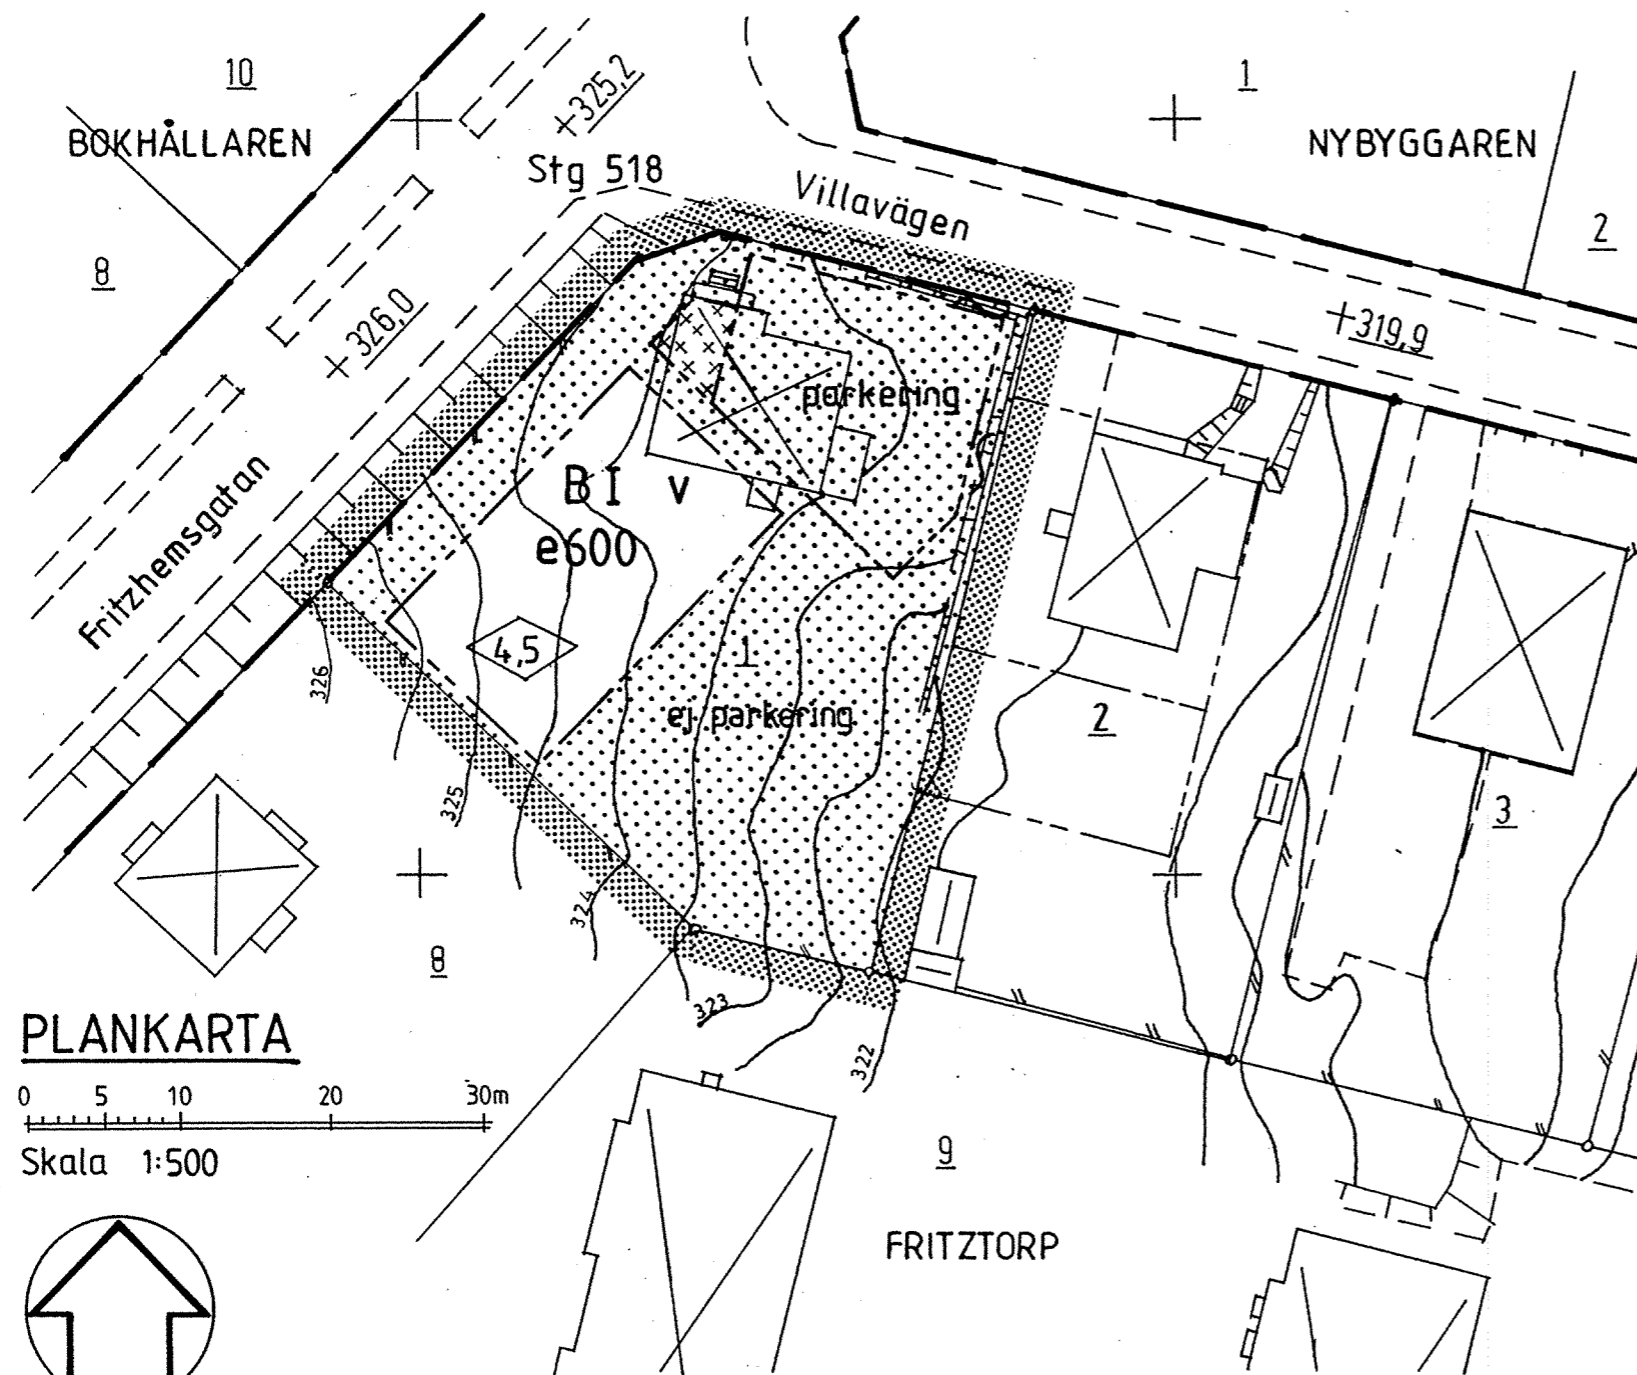 10
BOKHÅLLAREN
8
+325,2
Stg 518
Villavägen
1
NYBYGGAREN
2
+326,0
+319,9
Fritzhemsgatan
parkering
B I v
e600
4,5
1
ej parkering
2
3
326
325
324
323
322
8
9
PLANKARTA
0 5 10 20 30m
Skala 1:500
FRITZTORP